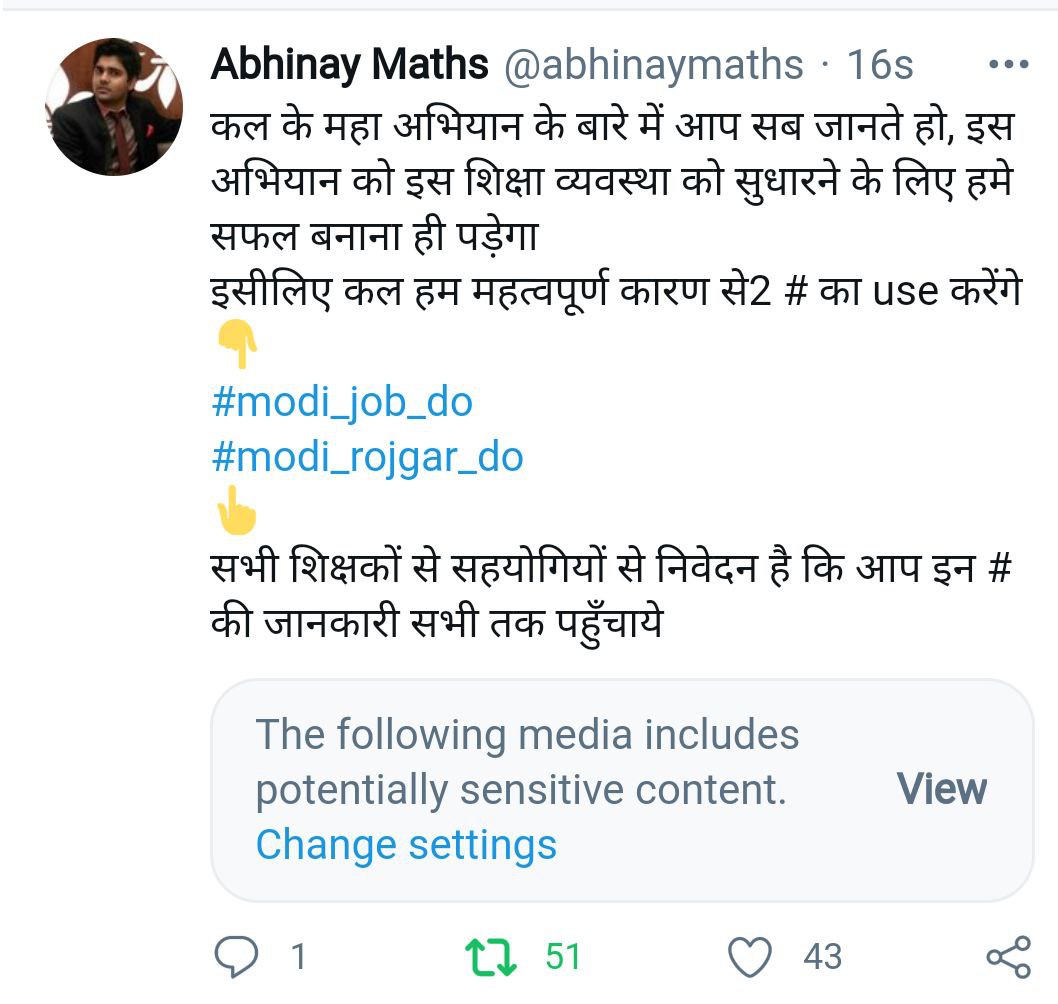 Abhinay Maths @abhinaymaths · 16s
कल के महा अभियान के बारे में आप सब जानते हो, इस
अभियान को इस शिक्षा व्यवस्था को सुधारने के लिए हमे
सफल बनाना ही पड़ेगा
इसीलिए कल हम महत्वपूर्ण कारण से2 # का use करेंगे
👇
#modi_job_do
#modi_rojgar_do
👆
सभी शिक्षकों से सहयोगियों से निवेदन है कि आप इन #
की जानकारी सभी तक पहुँचाये
The following media includes
potentially sensitive content. View
Change settings
1 51 43